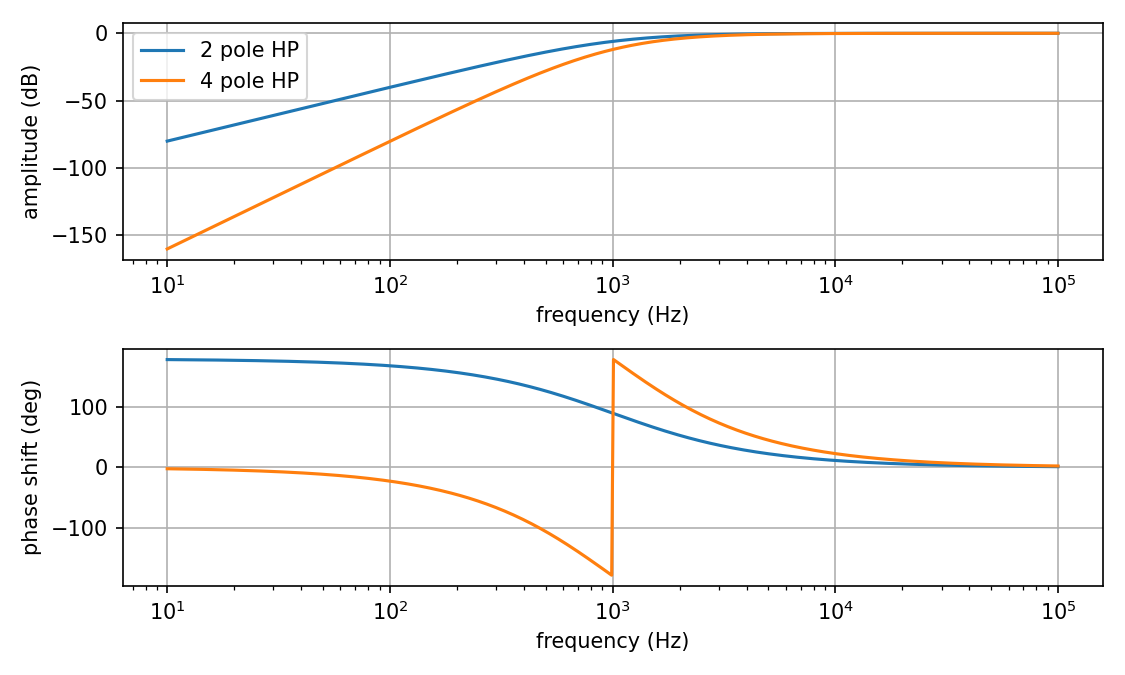 amplitude (dB)
0
−50
−100
−150
2 pole HP
4 pole HP
10¹ 10² 10³ 10⁴ 10⁵
frequency (Hz)
phase shift (deg)
100
0
−100
10¹ 10² 10³ 10⁴ 10⁵
frequency (Hz)